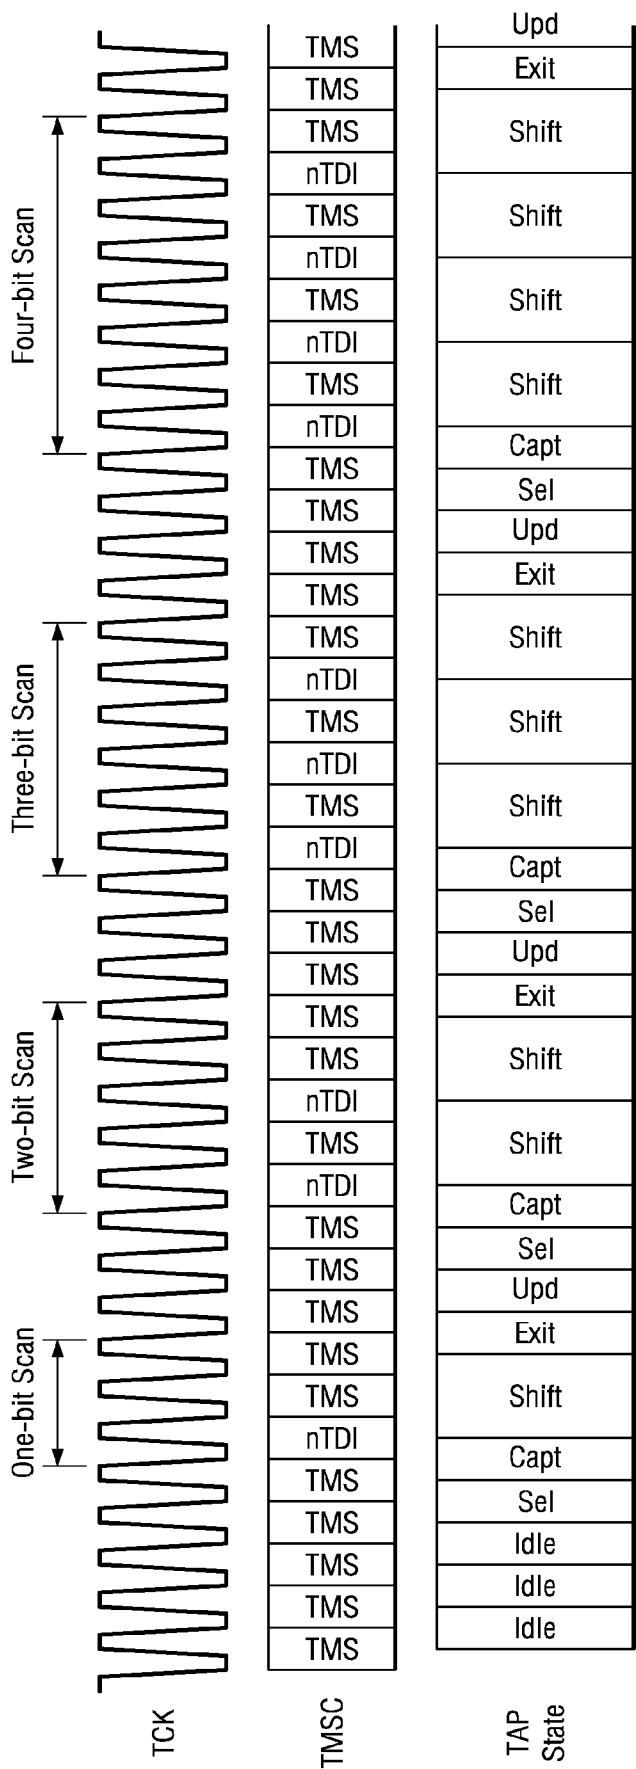 Four-bit Scan
Three-bit Scan
Two-bit Scan
One-bit Scan
TCK
TMS
TMS
TMS
nTDI
TMS
nTDI
TMS
nTDI
TMS
nTDI
TMS
TMS
TMS
TMS
TMS
nTDI
TMS
nTDI
TMS
nTDI
TMS
TMS
TMS
TMS
TMS
nTDI
TMS
nTDI
TMS
TMS
TMS
TMS
TMS
nTDI
TMS
TMS
TMS
TMS
TMS
TMSC
Upd
Exit
Shift
Shift
Shift
Shift
Capt
Sel
Upd
Exit
Shift
Shift
Shift
Capt
Sel
Upd
Exit
Shift
Shift
Capt
Sel
Upd
Exit
Shift
Capt
Sel
Idle
Idle
Idle
TAP
State